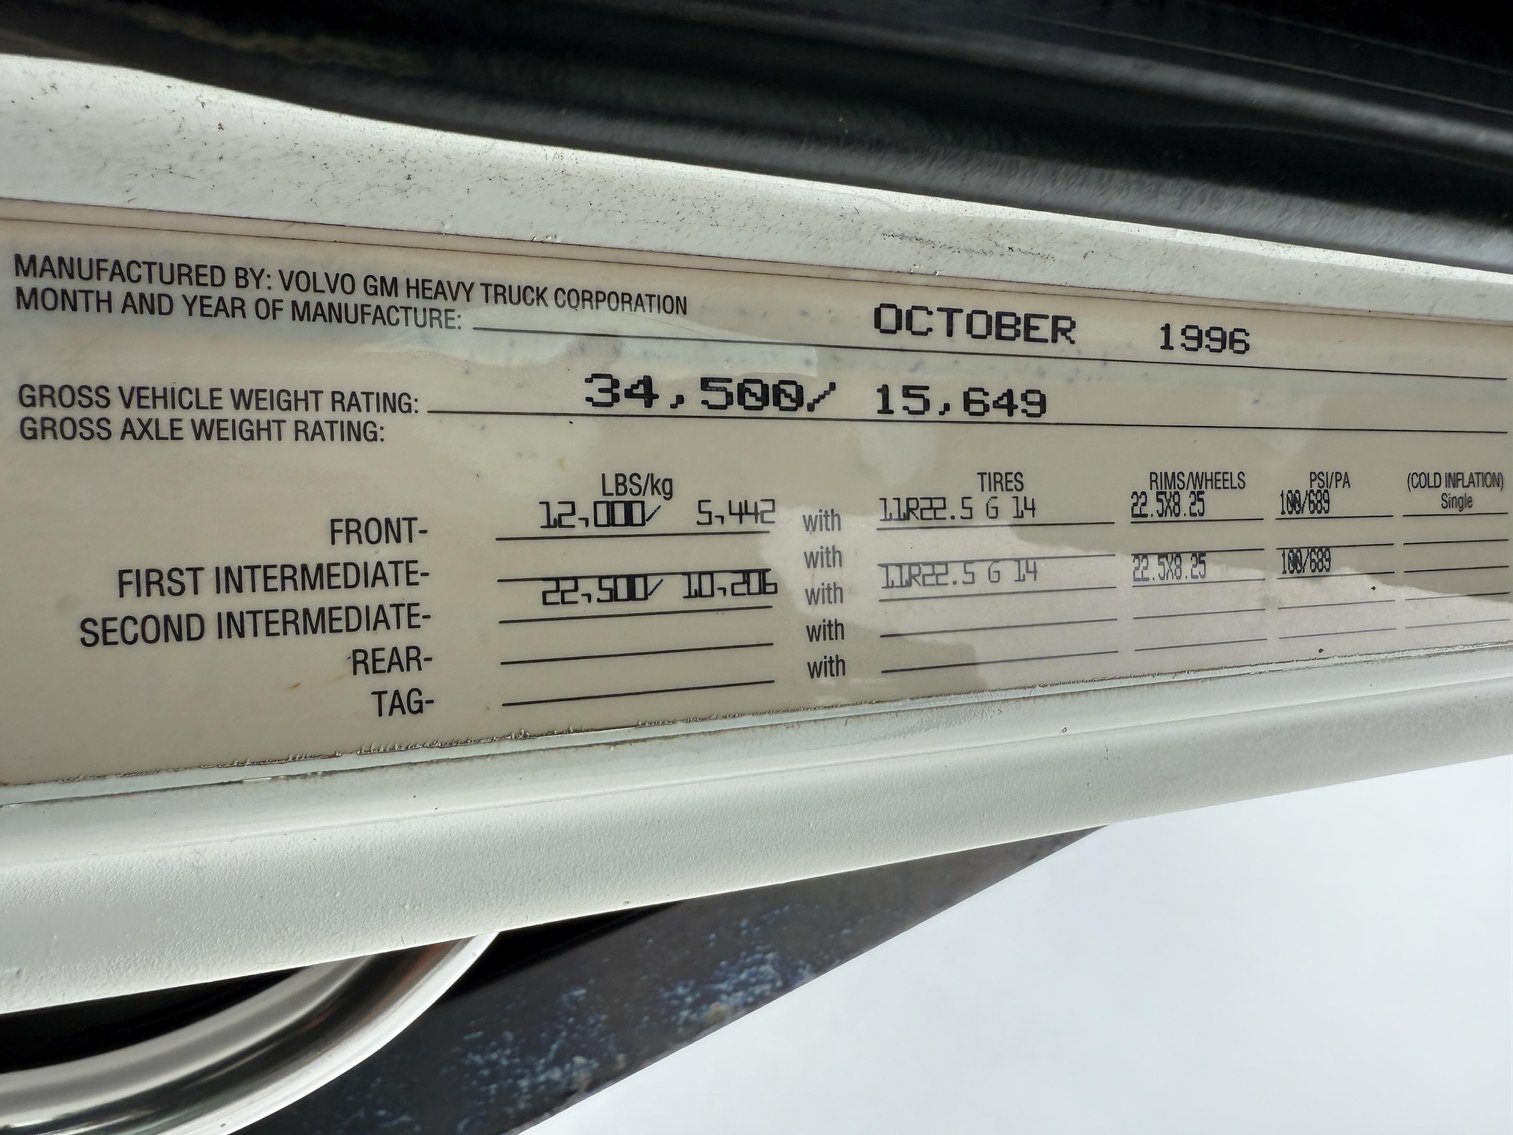 MANUFACTURED BY: VOLVO GM HEAVY TRUCK CORPORATION
MONTH AND YEAR OF MANUFACTURE: OCTOBER 1996
GROSS VEHICLE WEIGHT RATING: 34,500/ 15,649
GROSS AXLE WEIGHT RATING:
LBS/kg TIRES RIMS/WHEELS PSI/PA (COLD INFLATION)
Single
FRONT- 12,000/ 5,442 with 11R22.5 G 14 22.5X8.25 100/689
FIRST INTERMEDIATE- with
22,500/ 10,206 11R22.5 G 14 22.5X8.25 100/689
SECOND INTERMEDIATE- with
REAR- with
TAG- with